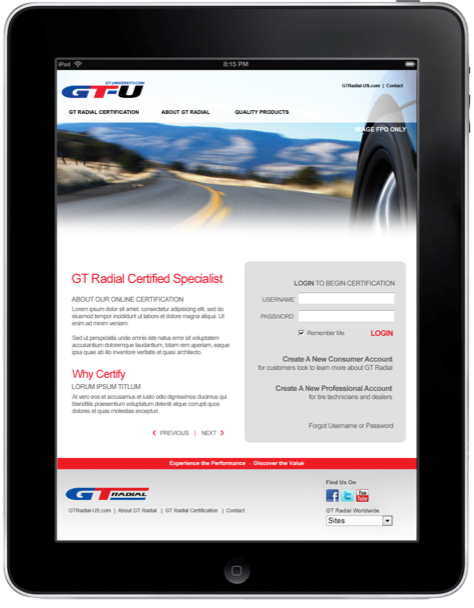 iPad
8:15 PM
GT-UNIVERSITY.COM
GT-U
GTRadial-US.com | Contact
GT RADIAL CERTIFICATION ABOUT GT RADIAL QUALITY PRODUCTS
IMAGE FPO ONLY
GT Radial Certified Specialist
ABOUT OUR ONLINE CERTIFICATION
Lorem ipsum dolor sit amet, consectetur adipisicing elit, sed do
eiusmod tempor incididunt ut labore et dolore magna aliqua. Ut
enim ad minim veniam.
Sed ut perspiciatis unde omnis iste natus error sit voluptatem
accusantium doloremque laudantium, totam rem aperiam, eaque
ipsa quae ab illo inventore veritatis et quasi architecto.
Why Certify
LORUM IPSUM TITLUM
At vero eos et accusamus et iusto odio dignissimos ducimus qui
blanditiis praesentium voluptatum deleniti atque corrupti quos
dolores et quas molestias excepturi.
< PREVIOUS | NEXT >
LOGIN TO BEGIN CERTIFICATION
USERNAME
PASSWORD
Remember Me LOGIN
Create A New Consumer Account
for customers look to learn more about GT Radial
Create A New Professional Account
for tire technicians and dealers
Forgot Username or Password
Experience the Performance - Discover the Value
GT RADIAL
GTRadial-US.com | About GT Radial | GT Radial Certification | Contact
Find Us On
f t You Tube
GT Radial Worldwide
Sites